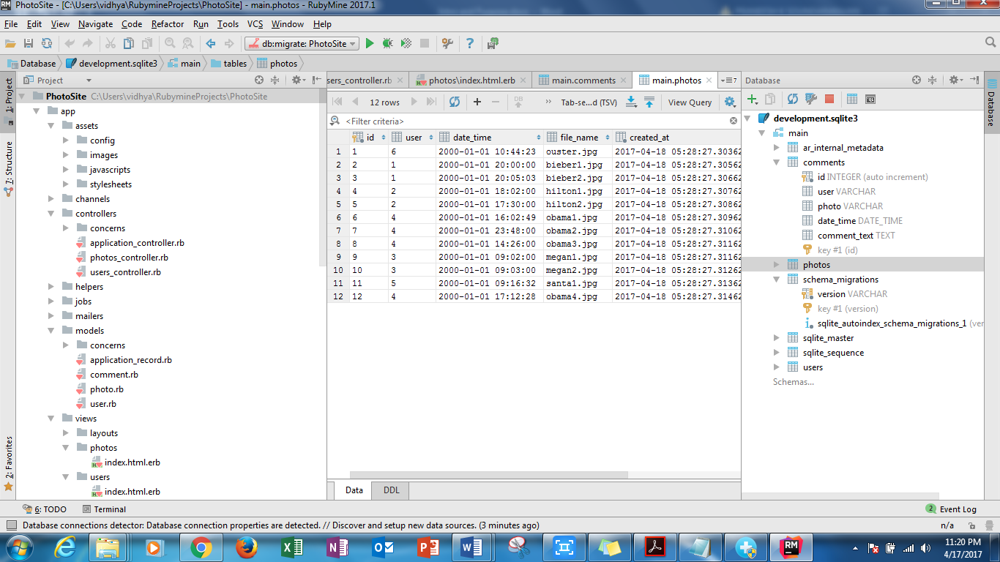 PhotoSite - [C:\Users\vidhya\RubymineProjects\PhotoSite] - main.photos - RubyMine 2017.1
File Edit View Navigate Code Refactor Run Tools VCS Window Help
db:migrate: PhotoSite
Database development.sqlite3 main tables photos
1: Project
7: Structure
2: Favorites
Project
PhotoSite C:\Users\vidhya\RubymineProjects\PhotoSite
app
assets
config
images
javascripts
stylesheets
channels
controllers
concerns
application_controller.rb
photos_controller.rb
users_controller.rb
helpers
jobs
mailers
models
concerns
application_record.rb
comment.rb
photo.rb
user.rb
views
layouts
photos
index.html.erb
users
index.html.erb
sers_controller.rb photos\index.html.erb main.comments main.photos 7
12 rows DB Tab-se...d (TSV) View Query
<Filter criteria>
id user date_time file_name created_at
1 1 6 2000-01-01 10:44:23 ouster.jpg 2017-04-18 05:28:27.30362
2 2 1 2000-01-01 20:00:00 bieber1.jpg 2017-04-18 05:28:27.30562
3 3 1 2000-01-01 20:05:03 bieber2.jpg 2017-04-18 05:28:27.30662
4 4 2 2000-01-01 18:02:00 hilton1.jpg 2017-04-18 05:28:27.30762
5 5 2 2000-01-01 17:30:00 hilton2.jpg 2017-04-18 05:28:27.30862
6 6 4 2000-01-01 16:02:49 obama1.jpg 2017-04-18 05:28:27.30962
7 7 4 2000-01-01 23:48:00 obama2.jpg 2017-04-18 05:28:27.31062
8 8 4 2000-01-01 14:26:00 obama3.jpg 2017-04-18 05:28:27.31162
9 9 3 2000-01-01 09:02:00 megan1.jpg 2017-04-18 05:28:27.31162
10 10 3 2000-01-01 09:03:00 megan2.jpg 2017-04-18 05:28:27.31262
11 11 5 2000-01-01 09:16:32 santa1.jpg 2017-04-18 05:28:27.31362
12 12 4 2000-01-01 17:12:28 obama4.jpg 2017-04-18 05:28:27.31462
Data DDL
Database
development.sqlite3
main
ar_internal_metadata
comments
id INTEGER (auto increment)
user VARCHAR
photo VARCHAR
date_time DATE_TIME
comment_text TEXT
key #1 (id)
photos
schema_migrations
version VARCHAR
key #1 (version)
sqlite_autoindex_schema_migrations_1 (ver
sqlite_master
sqlite_sequence
users
Schemas...
Database
6: TODO Terminal 2 Event Log
Database connections detector: Database connection properties are detected. // Discover and setup new data sources. (3 minutes ago) n/a
11:20 PM
4/17/2017